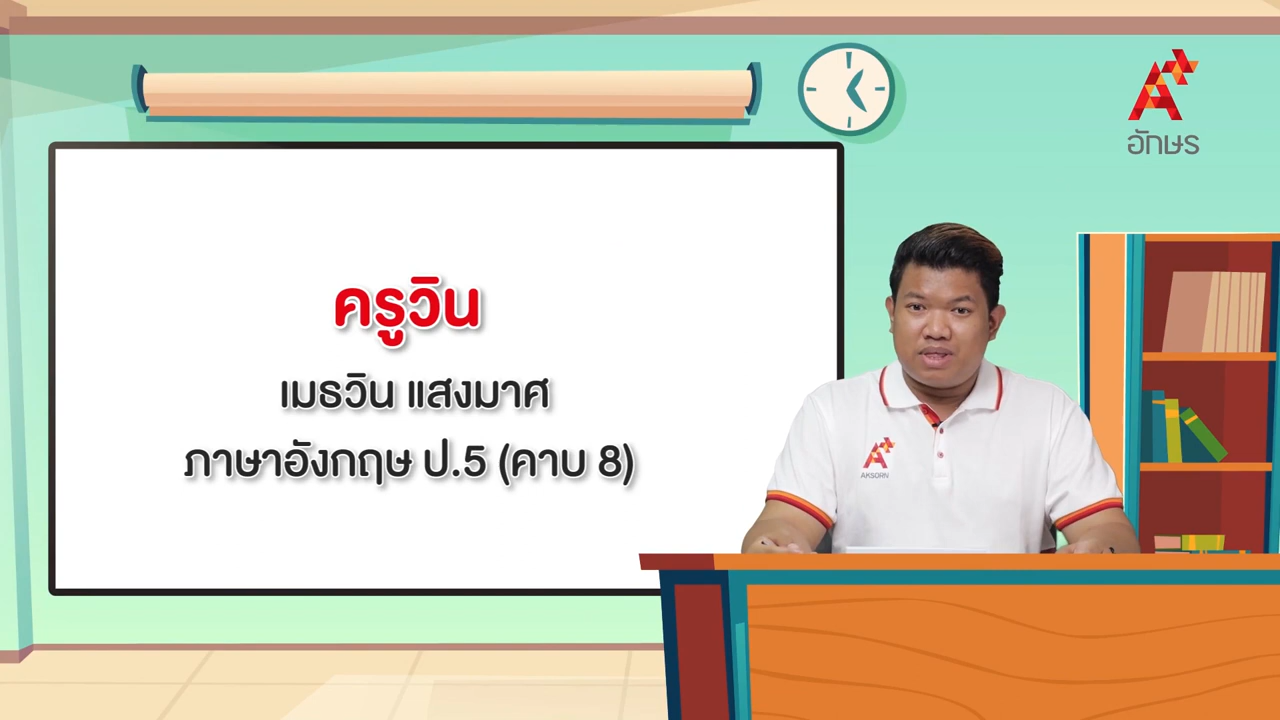 อักษร
ครูวิน
เมธวิน แสงมาศ
ภาษาอังกฤษ ป.5 (คาบ 8)
AKSORN